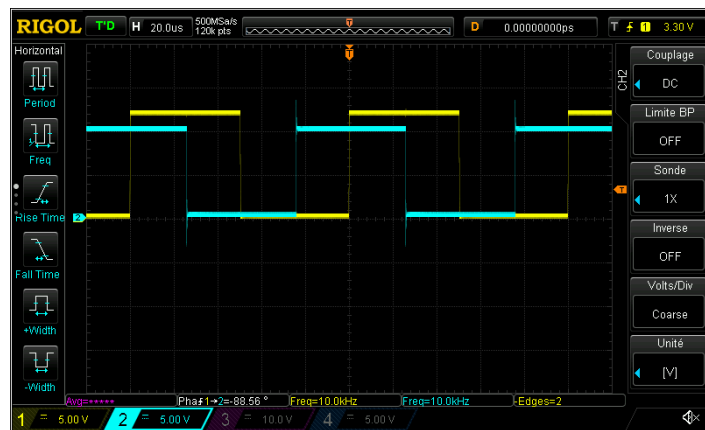 RIGOL T'D H 20.0us 500MSa/s 120k pts T D 0.00000000ps T 1 3.30 V
Horizontal
Period
Freq
Rise Time
Fall Time
+Width
-Width
T
2
T
CH2
Couplage
DC
Limite BP
OFF
Sonde
1X
Inverse
OFF
Volts/Div
Coarse
Unité
[V]
Avg=***** Pha⨍1→2=-88.56 ° Freq=10.0kHz Freq=10.0kHz -Edges=2
1 = 5.00 V 2 = 5.00 V 3 = 10.0 V 4 = 5.00 V